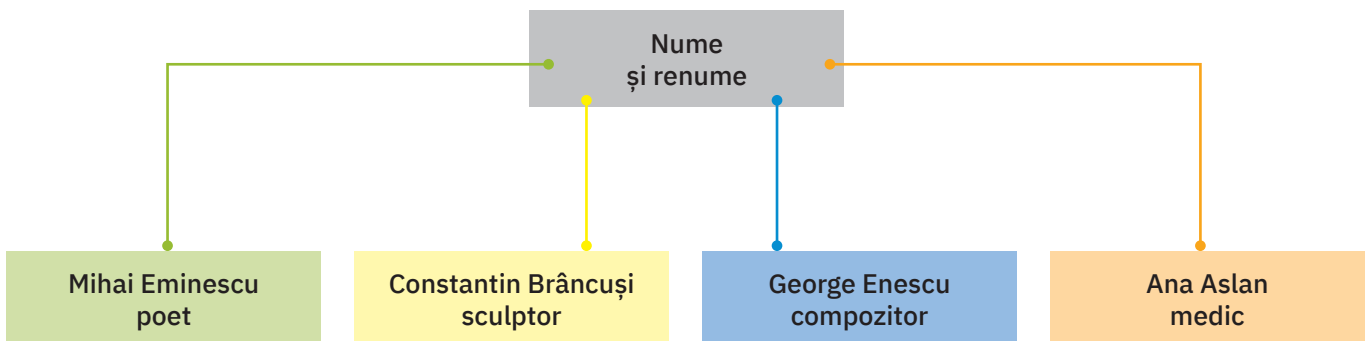 Nume
și renume
Mihai Eminescu
poet
Constantin Brâncuși
sculptor
George Enescu
compozitor
Ana Aslan
medic